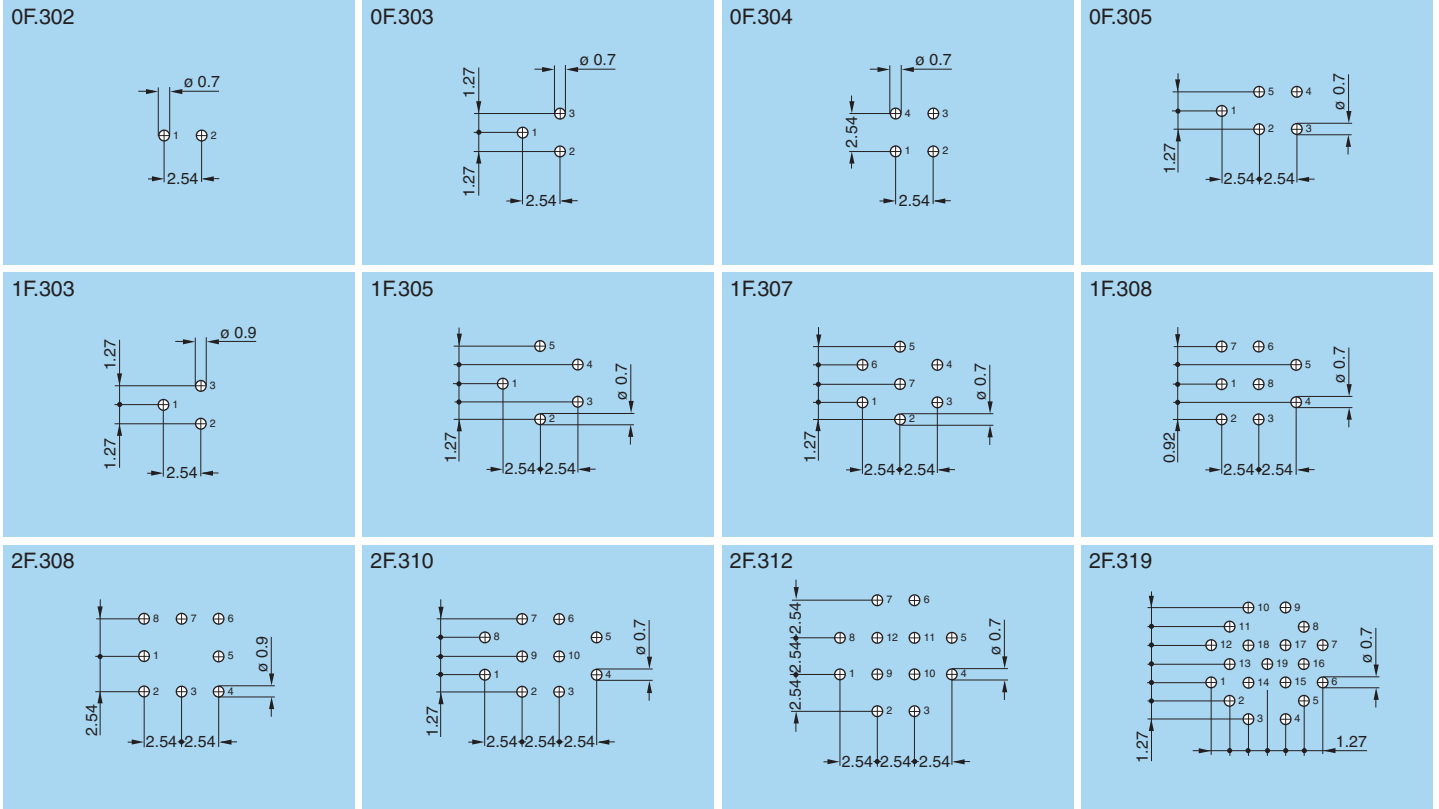 0F.302
ø 0.7
1 2
2.54
0F.303
1.27
ø 0.7
3
1
2
1.27
2.54
0F.304
ø 0.7
4 3
2.54
1 2
2.54
0F.305
5 4
ø 0.7
1
2 3
1.27
2.54 2.54
1F.303
ø 0.9
1.27
3
1
2
1.27
2.54
1F.305
5
4
ø 0.7
1
3
2
1.27
2.54 2.54
1F.307
5
6 4
ø 0.7
7
1 3
2
1.27
2.54 2.54
1F.308
7 6
5
ø 0.7
1 8
4
2 3
0.92
2.54 2.54
2F.308
8 7 6
ø 0.9
1 5
2 3 4
2.54
2.54 2.54
2F.310
7 6
8 5
ø 0.7
9 10
1 4
2 3
1.27
2.54 2.54 2.54
2F.312
7 6
2.54
8 12 11 5
ø 0.7
2.54
1 9 10 4
2.54
2 3
2.54 2.54 2.54
2F.319
10 9
11 8
ø 0.7
12 18 17 7
13 19 16
1 14 15 6
2 5
3 4
1.27
1.27